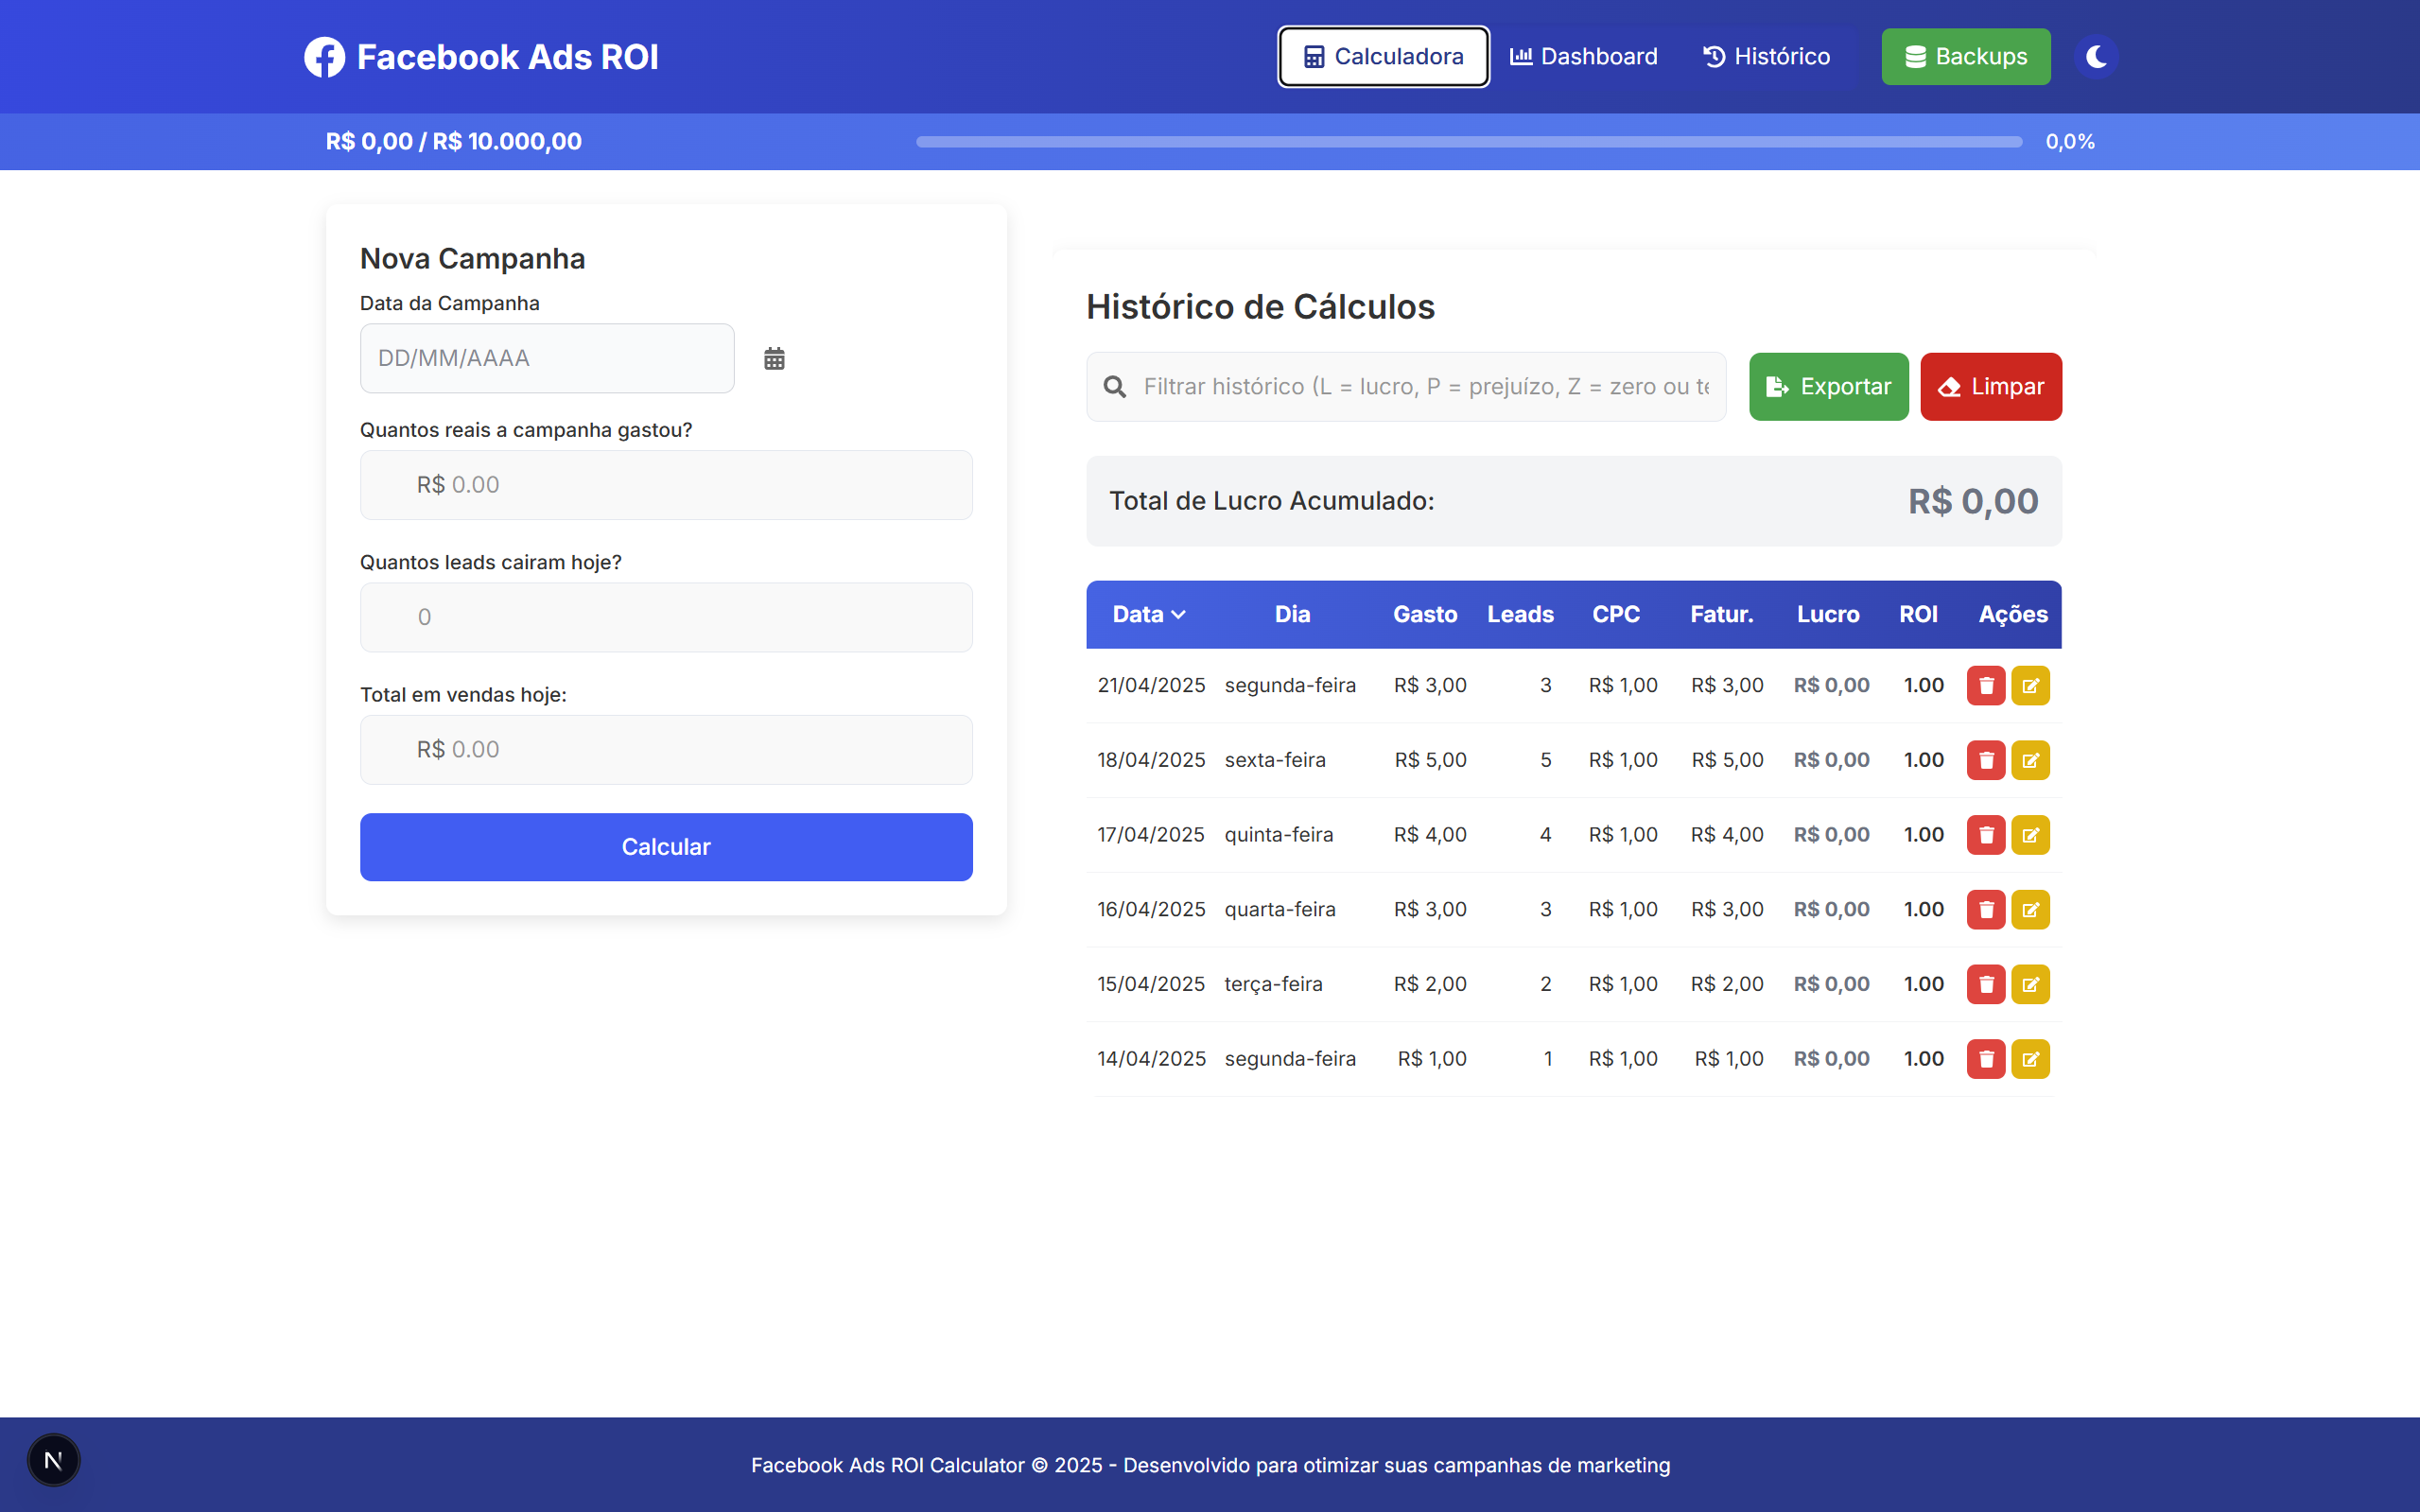 Facebook Ads ROI
Calculadora
Dashboard
Histórico
Backups
R$ 0,00 / R$ 10.000,00
0,0%
Nova Campanha
Data da Campanha
DD/MM/AAAA
Quantos reais a campanha gastou?
R$ 0.00
Quantos leads cairam hoje?
0
Total em vendas hoje:
R$ 0.00
Calcular
Histórico de Cálculos
Filtrar histórico (L = lucro, P = prejuízo, Z = zero ou te
Exportar
Limpar
Total de Lucro Acumulado: R$ 0,00
Data Dia Gasto Leads CPC Fatur. Lucro ROI Ações
21/04/2025 segunda-feira R$ 3,00 3 R$ 1,00 R$ 3,00 R$ 0,00 1.00
18/04/2025 sexta-feira R$ 5,00 5 R$ 1,00 R$ 5,00 R$ 0,00 1.00
17/04/2025 quinta-feira R$ 4,00 4 R$ 1,00 R$ 4,00 R$ 0,00 1.00
16/04/2025 quarta-feira R$ 3,00 3 R$ 1,00 R$ 3,00 R$ 0,00 1.00
15/04/2025 terça-feira R$ 2,00 2 R$ 1,00 R$ 2,00 R$ 0,00 1.00
14/04/2025 segunda-feira R$ 1,00 1 R$ 1,00 R$ 1,00 R$ 0,00 1.00
N
Facebook Ads ROI Calculator © 2025 - Desenvolvido para otimizar suas campanhas de marketing